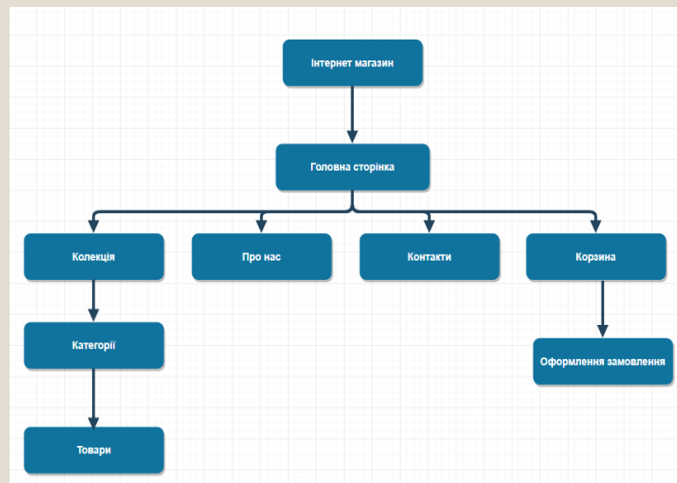 Інтернет магазин
Головна сторінка
Колекція
Про нас
Контакти
Корзина
Категорії
Оформлення замовлення
Товари